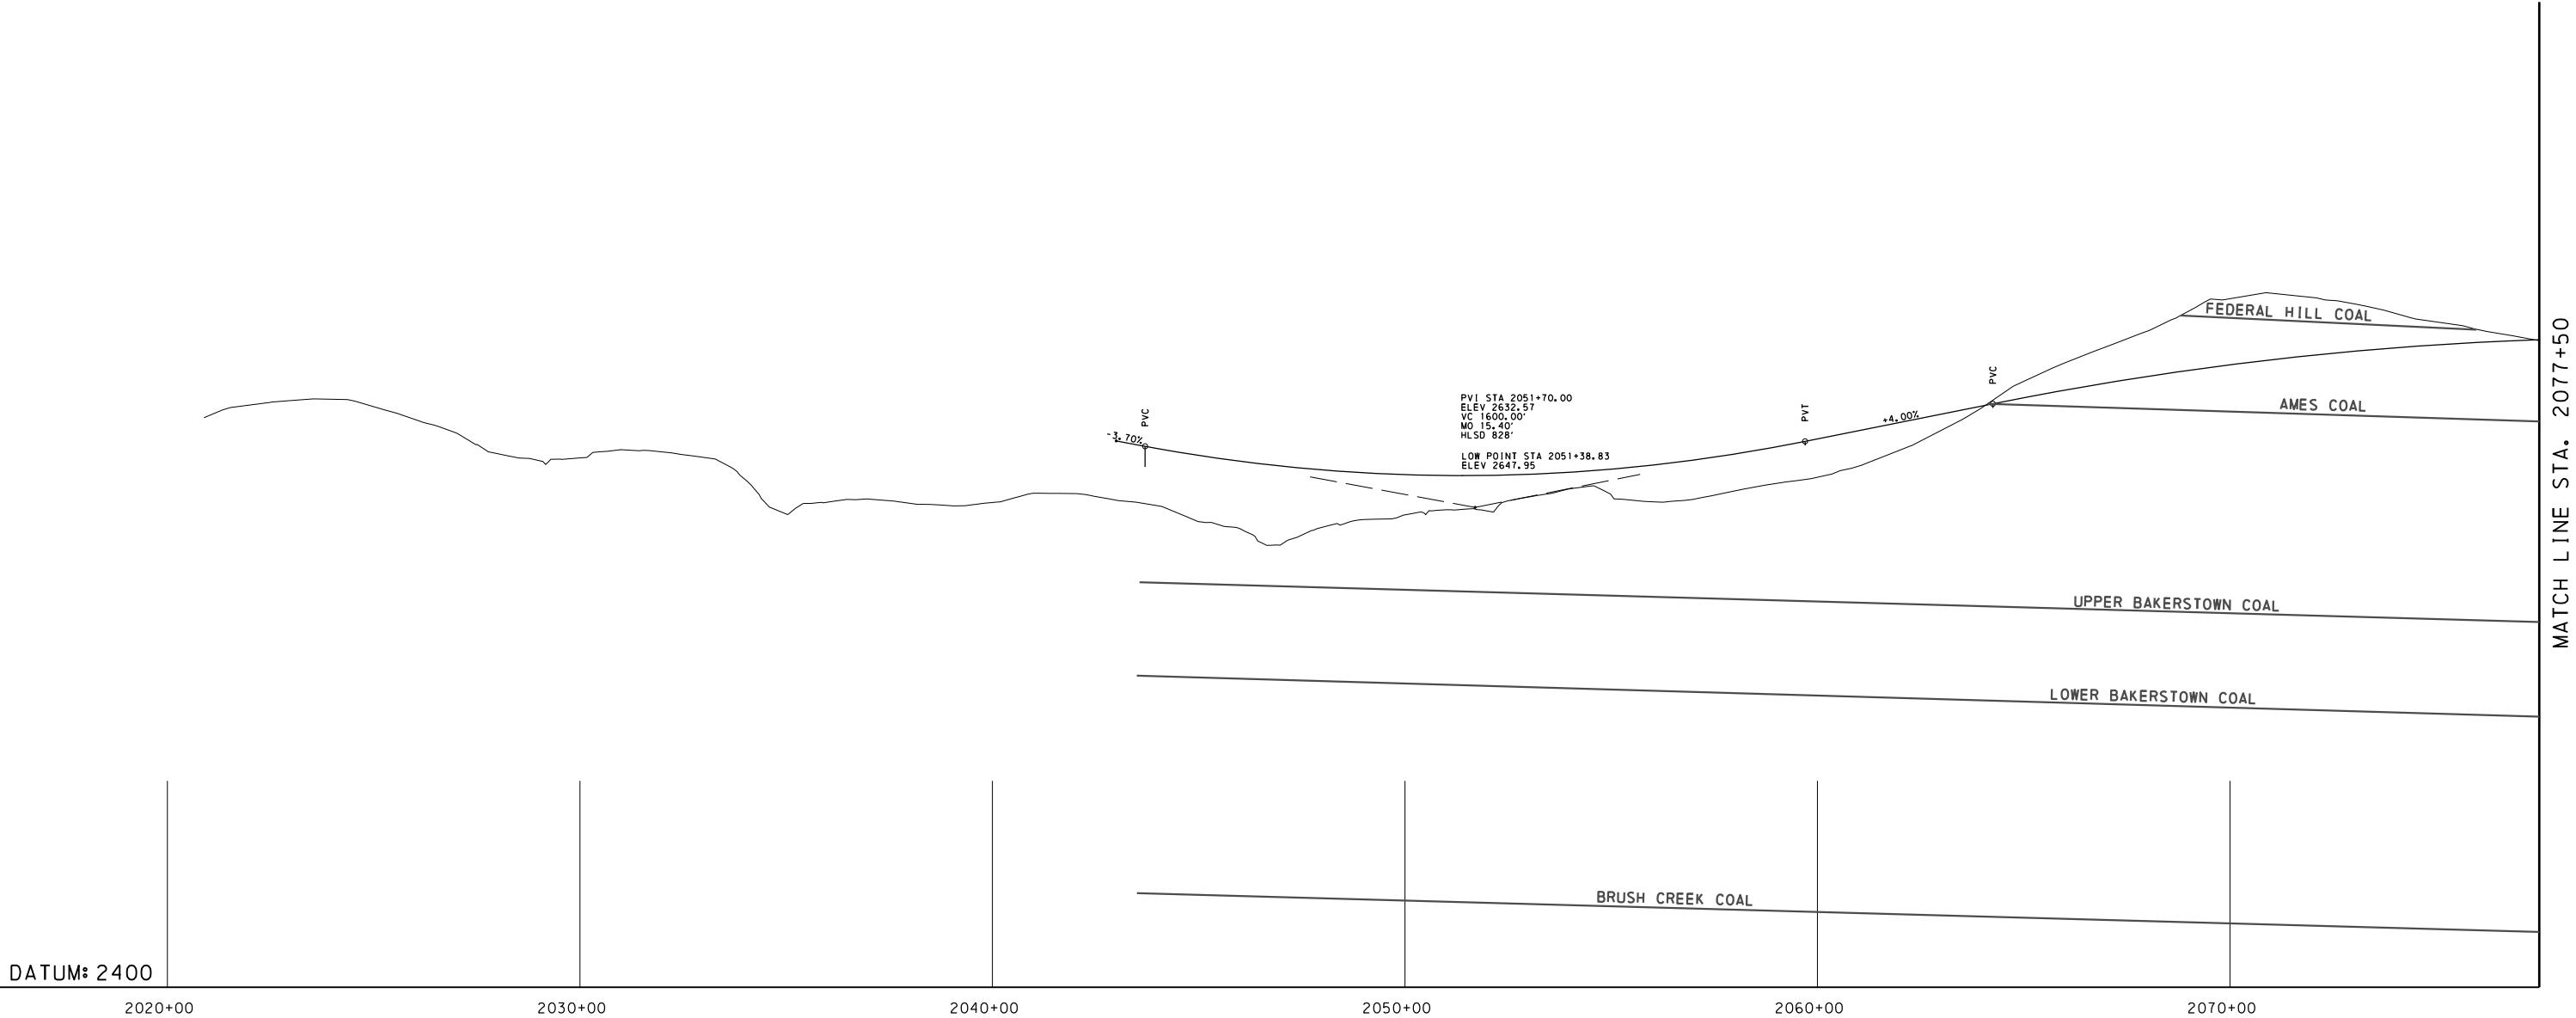 FEDERAL HILL COAL
MATCH LINE STA. 2077+50
PVC
PVI STA 2051+70.00
ELEV 2632.57
VC 1600.00'
MO 15.40'
HLSD 828'
AMES COAL
PVC
PVT
+4.00%
-3.70%
LOW POINT STA 2051+38.83
ELEV 2647.95
UPPER BAKERSTOWN COAL
LOWER BAKERSTOWN COAL
BRUSH CREEK COAL
DATUM: 2400
2020+00 2030+00 2040+00 2050+00 2060+00 2070+00